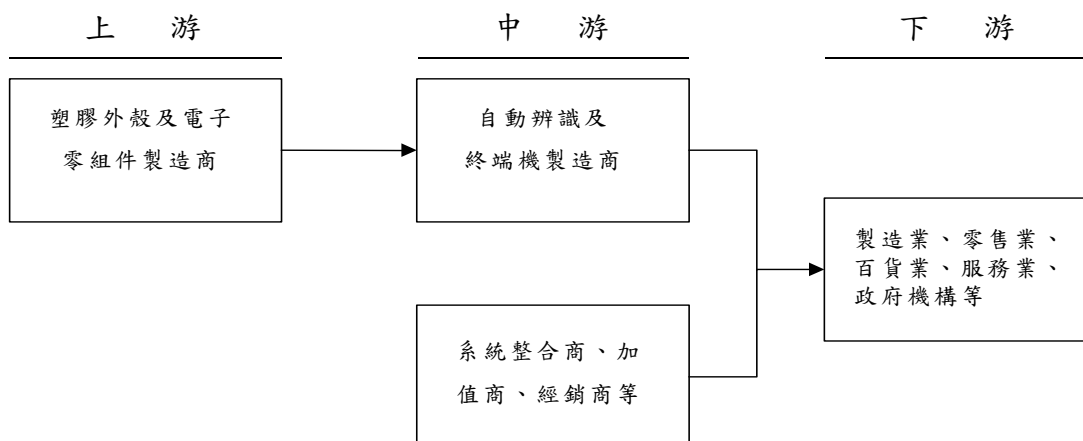 上 游
中 游
下 游
塑膠外殼及電子
零組件製造商
自動辨識及
終端機製造商
製造業、零售業、
百貨業、服務業、
政府機構等
系統整合商、加
值商、經銷商等